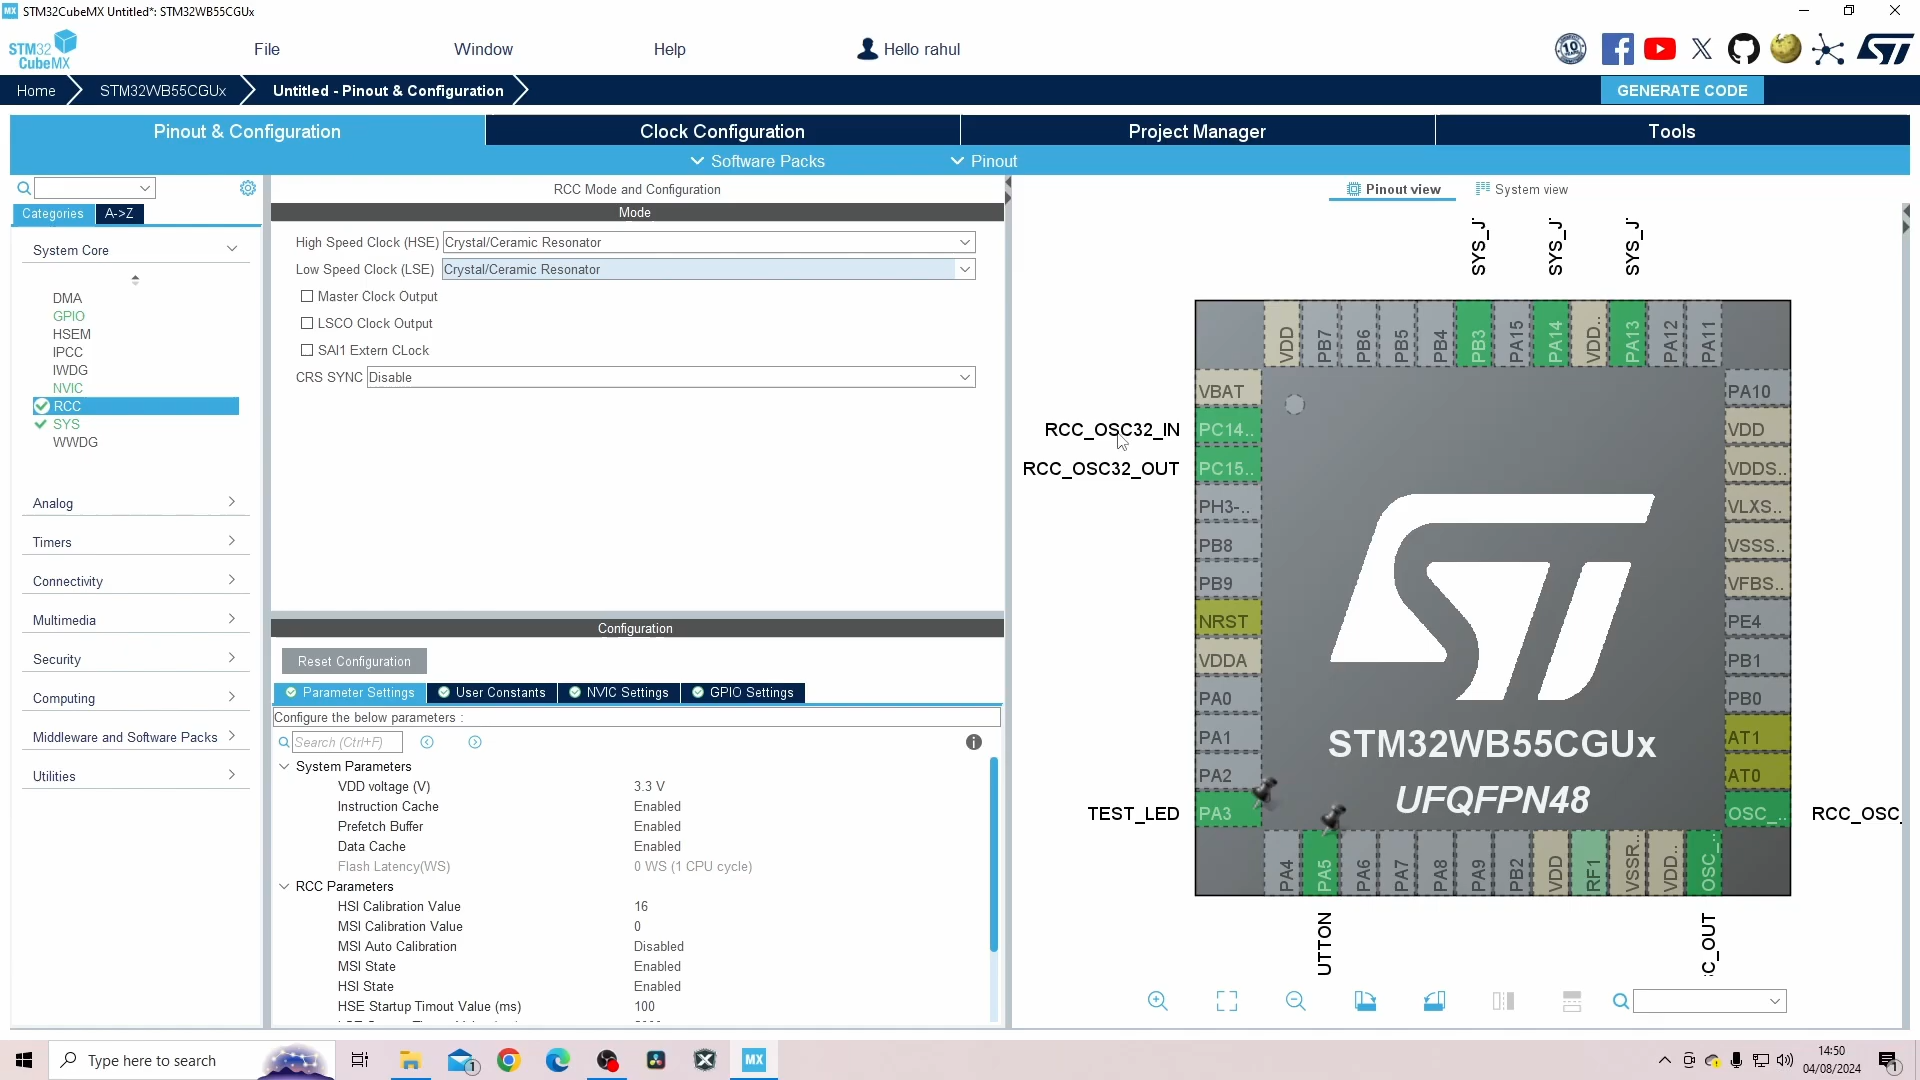 MX STM32CubeMX Untitled*: STM32WB55CGUx
STM32
CubeMX
File
Window
Help
Hello rahul
10
ST
Home
STM32WB55CGUx
Untitled - Pinout & Configuration
GENERATE CODE
Pinout & Configuration
Clock Configuration
Project Manager
Tools
Software Packs
Pinout
Categories
A->Z
System Core
DMA
GPIO
HSEM
IPCC
IWDG
NVIC
RCC
SYS
WWDG
Analog
Timers
Connectivity
Multimedia
Security
Computing
Middleware and Software Packs
Utilities
RCC Mode and Configuration
Mode
High Speed Clock (HSE) Crystal/Ceramic Resonator
Low Speed Clock (LSE) Crystal/Ceramic Resonator
Master Clock Output
LSCO Clock Output
SAI1 Extern CLock
CRS SYNC Disable
Configuration
Reset Configuration
Parameter Settings
User Constants
NVIC Settings
GPIO Settings
Configure the below parameters :
Search (Ctrl+F)
System Parameters
VDD voltage (V) 3.3 V
Instruction Cache Enabled
Prefetch Buffer Enabled
Data Cache Enabled
Flash Latency(WS) 0 WS (1 CPU cycle)
RCC Parameters
HSI Calibration Value 16
MSI Calibration Value 0
MSI Auto Calibration Disabled
MSI State Enabled
HSI State Enabled
HSE Startup Timout Value (ms) 100
Pinout view
System view
SYS_J
SYS_J
SYS_J
VDD
PB7
PB6
PB5
PB4
PB3
PA15
PA14
VDD..
PA13
PA12
PA11
VBAT
RCC_OSC32_IN PC14..
RCC_OSC32_OUT PC15..
PH3-..
PB8
PB9
NRST
VDDA
PA0
PA1
PA2
TEST_LED PA3
PA10
VDD
VDDS..
VLXS..
VSSS..
VFBS..
PE4
PB1
PB0
AT1
AT0
OSC_.. RCC_OSC_
ST
STM32WB55CGUx
UFQFPN48
PA4
PA5
PA6
PA7
PA8
PA9
PB2
VDD
RF1
VSSR..
VDD..
OSC_..
UTTON
C_OUT
Type here to search
1
MX
14:50
04/08/2024
1